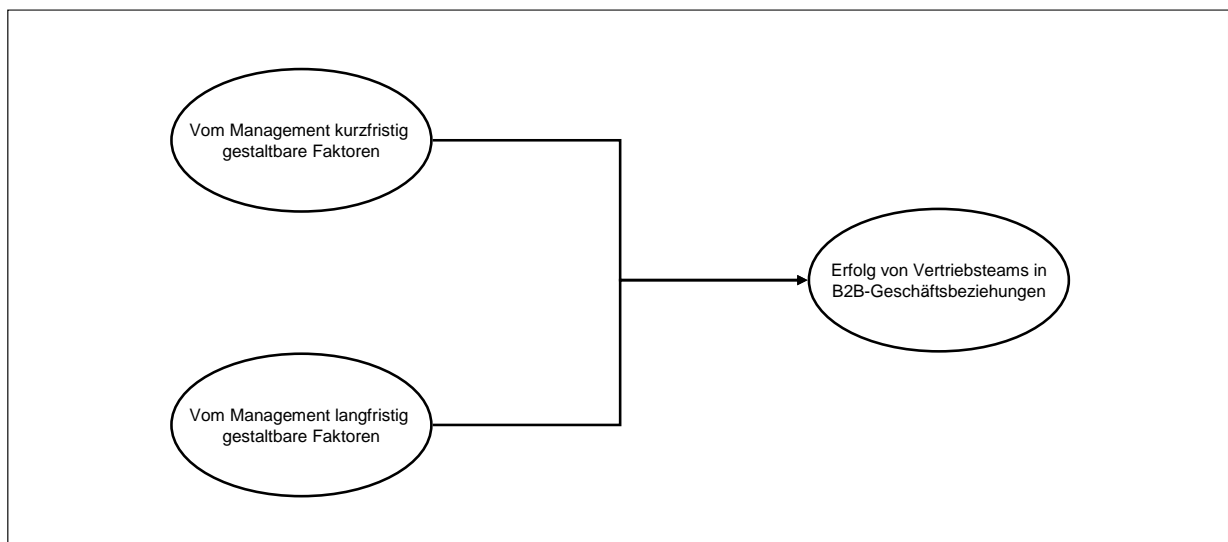 Vom Management kurzfristig
gestaltbare Faktoren
Erfolg von Vertriebsteams in
B2B-Geschäftsbeziehungen
Vom Management langfristig
gestaltbare Faktoren